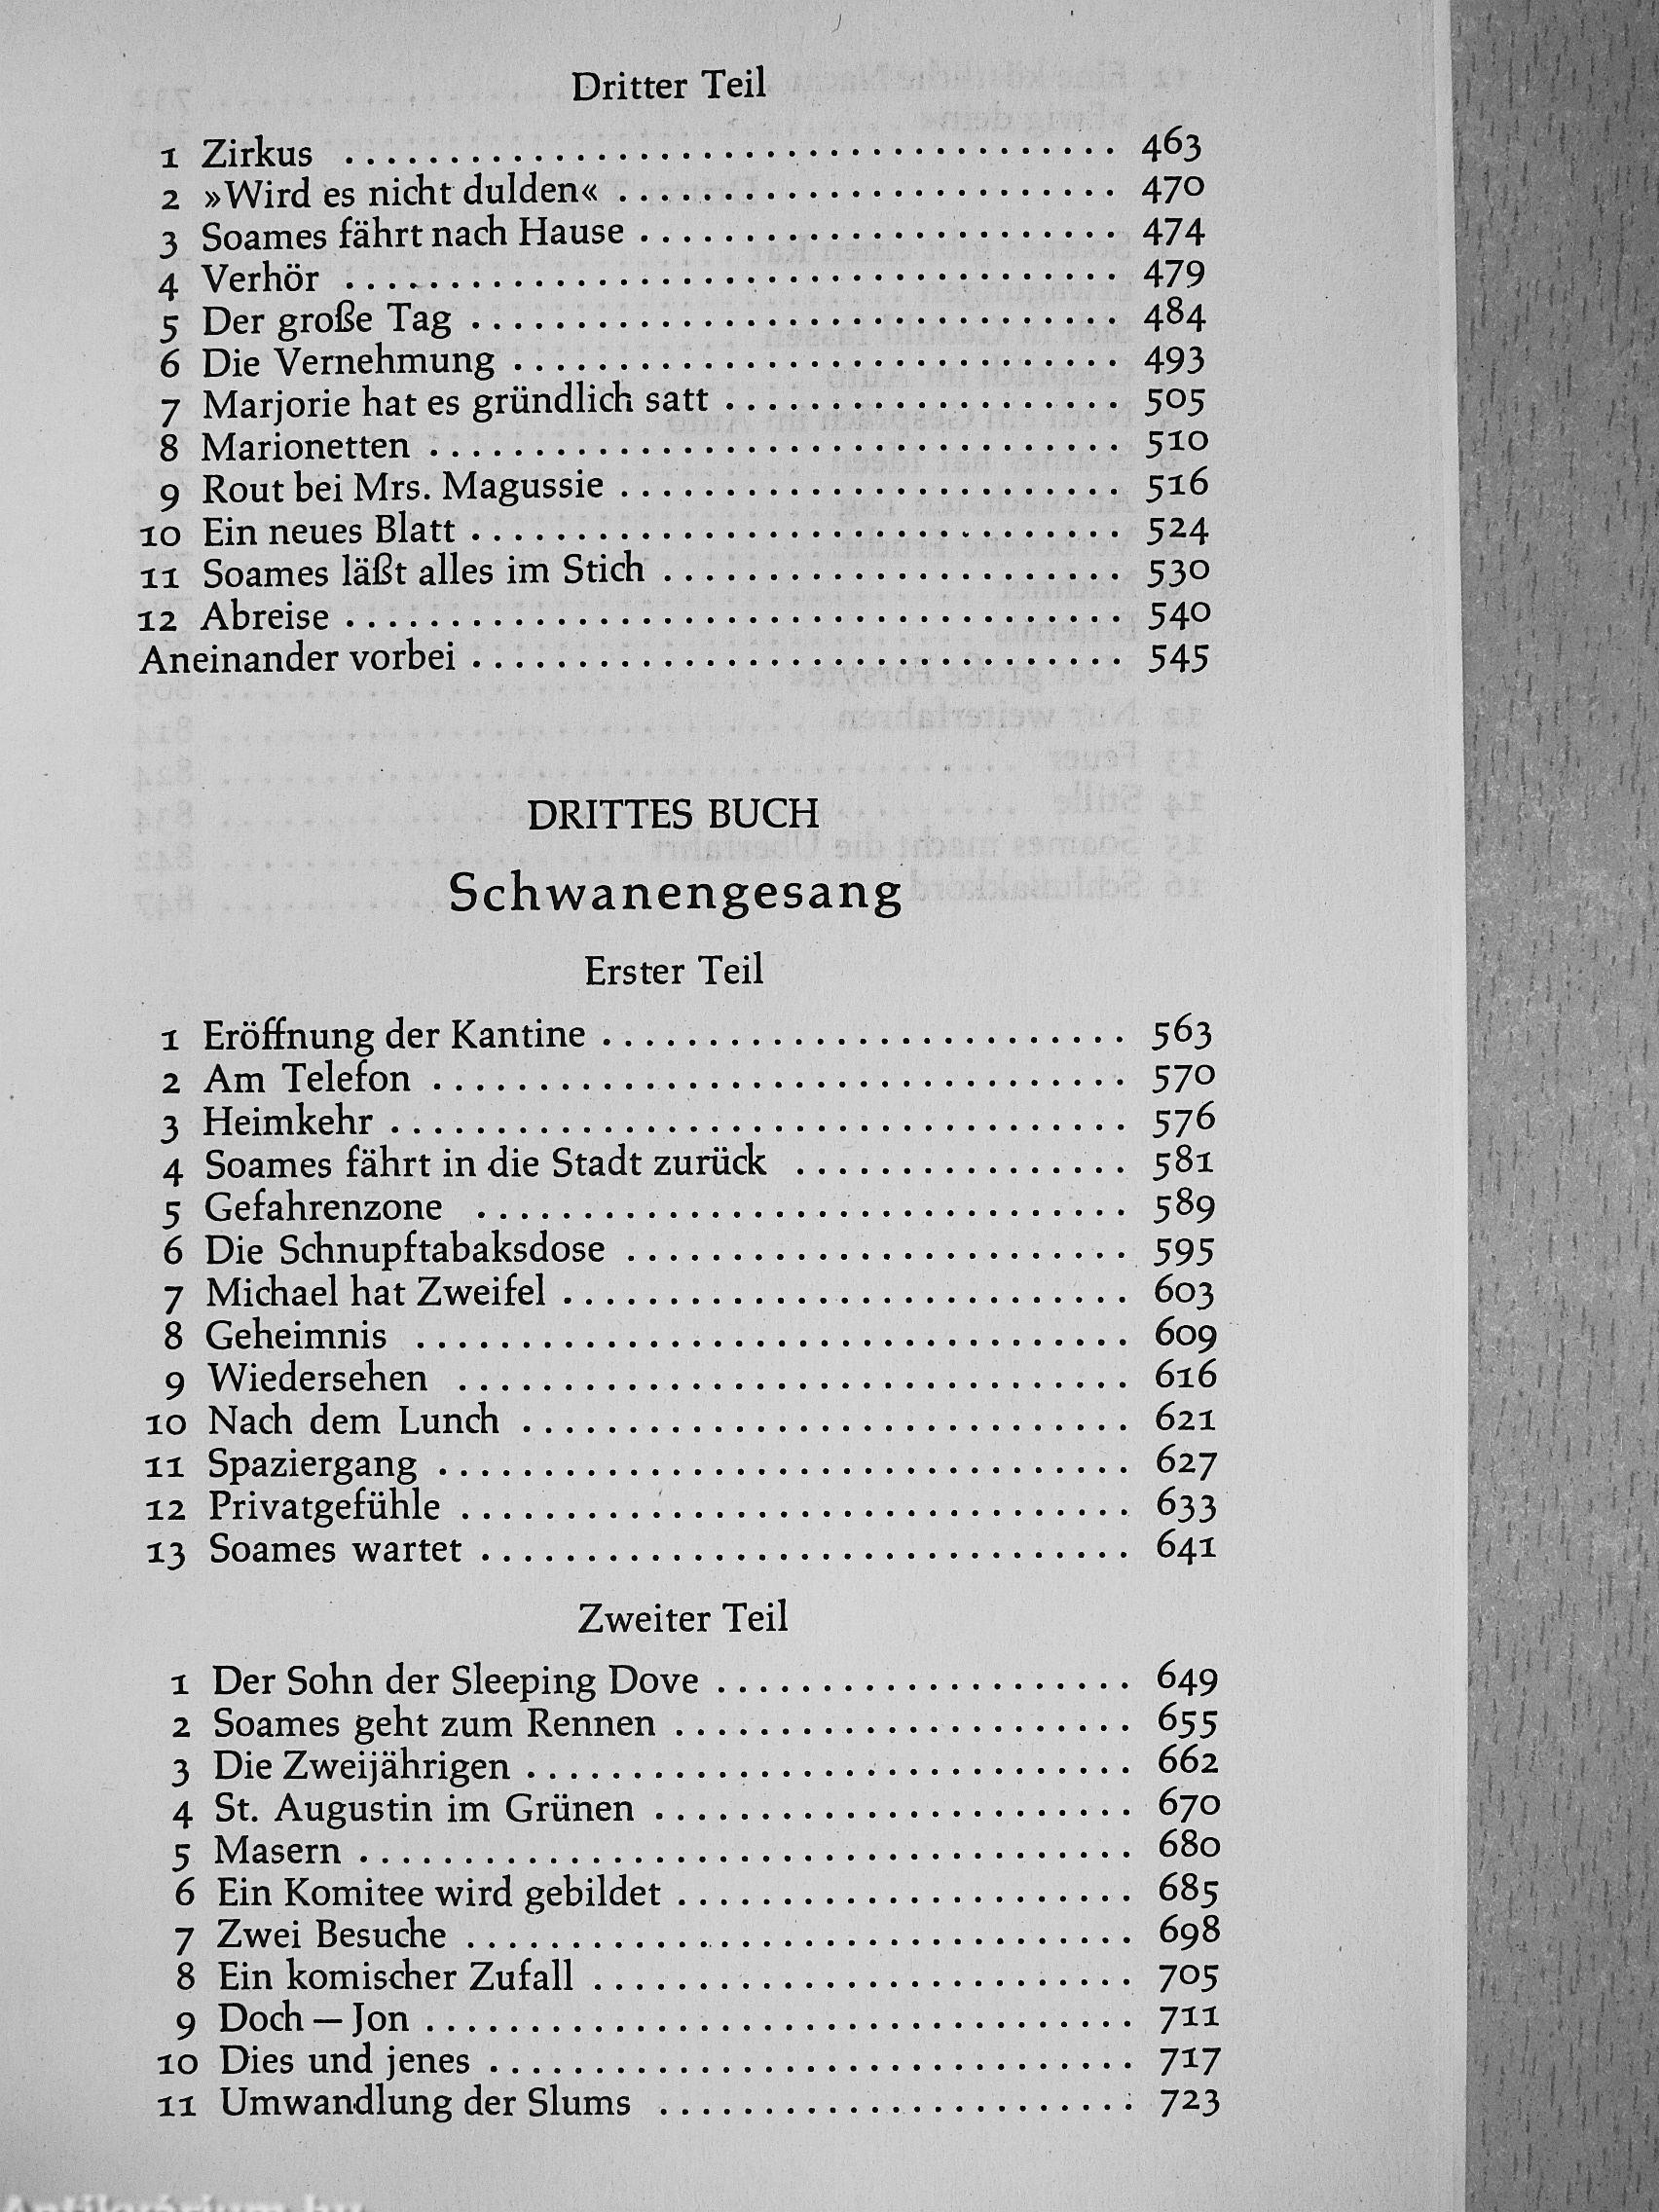 Dritter Teil
1 Zirkus . . . . . . . . . . . . . . . . . . . . 463
2 »Wird es nicht dulden« . . . . . . . . . . . . . . . . . . . . 470
3 Soames fährt nach Hause . . . . . . . . . . . . . . . . . . . . 474
4 Verhör . . . . . . . . . . . . . . . . . . . . 479
5 Der große Tag . . . . . . . . . . . . . . . . . . . . 484
6 Die Vernehmung . . . . . . . . . . . . . . . . . . . . 493
7 Marjorie hat es gründlich satt . . . . . . . . . . . . . . . . . . . . 505
8 Marionetten . . . . . . . . . . . . . . . . . . . . 510
9 Rout bei Mrs. Magussie . . . . . . . . . . . . . . . . . . . . 516
10 Ein neues Blatt . . . . . . . . . . . . . . . . . . . . 524
11 Soames läßt alles im Stich . . . . . . . . . . . . . . . . . . . . 530
12 Abreise . . . . . . . . . . . . . . . . . . . . 540
Aneinander vorbei . . . . . . . . . . . . . . . . . . . . 545
DRITTES BUCH
Schwanengesang
Erster Teil
1 Eröffnung der Kantine . . . . . . . . . . . . . . . . . . . . 563
2 Am Telefon . . . . . . . . . . . . . . . . . . . . 570
3 Heimkehr . . . . . . . . . . . . . . . . . . . . 576
4 Soames fährt in die Stadt zurück . . . . . . . . . . . . . . . . 581
5 Gefahrenzone . . . . . . . . . . . . . . . . . . . . 589
6 Die Schnupftabaksdose . . . . . . . . . . . . . . . . . . . . 595
7 Michael hat Zweifel . . . . . . . . . . . . . . . . . . . . 603
8 Geheimnis . . . . . . . . . . . . . . . . . . . . 609
9 Wiedersehen . . . . . . . . . . . . . . . . . . . . 616
10 Nach dem Lunch . . . . . . . . . . . . . . . . . . . . 621
11 Spaziergang . . . . . . . . . . . . . . . . . . . . 627
12 Privatgefühle . . . . . . . . . . . . . . . . . . . . 633
13 Soames wartet . . . . . . . . . . . . . . . . . . . . 641
Zweiter Teil
1 Der Sohn der Sleeping Dove . . . . . . . . . . . . . . . . . . . . 649
2 Soames geht zum Rennen . . . . . . . . . . . . . . . . . . . . 655
3 Die Zweijährigen . . . . . . . . . . . . . . . . . . . . 662
4 St. Augustin im Grünen . . . . . . . . . . . . . . . . . . . . 670
5 Masern . . . . . . . . . . . . . . . . . . . . 680
6 Ein Komitee wird gebildet . . . . . . . . . . . . . . . . . . . . 685
7 Zwei Besuche . . . . . . . . . . . . . . . . . . . . 698
8 Ein komischer Zufall . . . . . . . . . . . . . . . . . . . . 705
9 Doch — Jon . . . . . . . . . . . . . . . . . . . . 711
10 Dies und jenes . . . . . . . . . . . . . . . . . . . . 717
11 Umwandlung der Slums . . . . . . . . . . . . . . . . . . . . 723